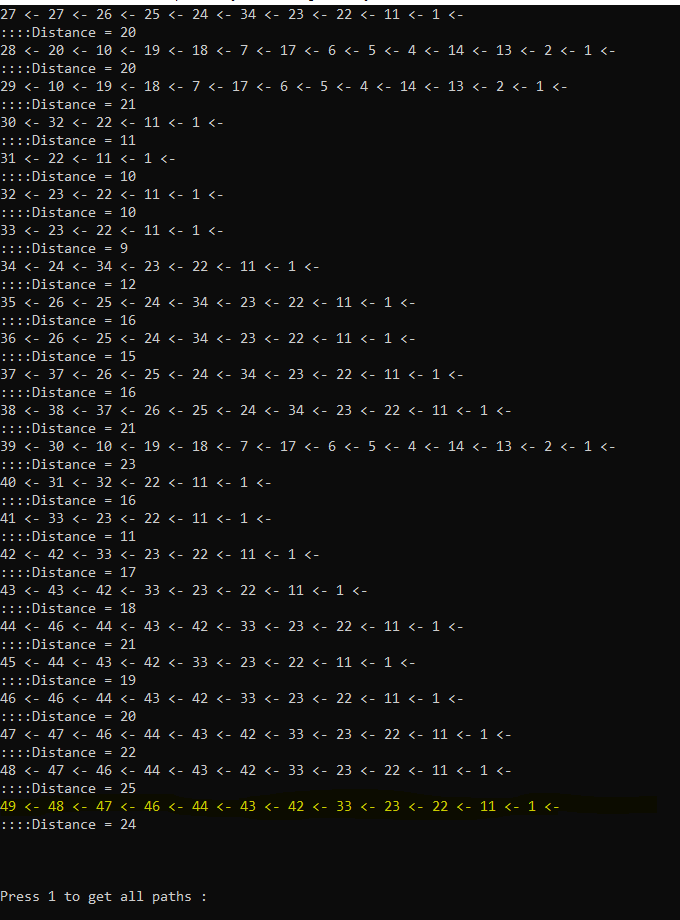 27 <- 27 <- 26 <- 25 <- 24 <- 34 <- 23 <- 22 <- 11 <- 1 <-
::::Distance = 20
28 <- 20 <- 10 <- 19 <- 18 <- 7 <- 17 <- 6 <- 5 <- 4 <- 14 <- 13 <- 2 <- 1 <-
::::Distance = 20
29 <- 10 <- 19 <- 18 <- 7 <- 17 <- 6 <- 5 <- 4 <- 14 <- 13 <- 2 <- 1 <-
::::Distance = 21
30 <- 32 <- 22 <- 11 <- 1 <-
::::Distance = 11
31 <- 22 <- 11 <- 1 <-
::::Distance = 10
32 <- 23 <- 22 <- 11 <- 1 <-
::::Distance = 10
33 <- 23 <- 22 <- 11 <- 1 <-
::::Distance = 9
34 <- 24 <- 34 <- 23 <- 22 <- 11 <- 1 <-
::::Distance = 12
35 <- 26 <- 25 <- 24 <- 34 <- 23 <- 22 <- 11 <- 1 <-
::::Distance = 16
36 <- 26 <- 25 <- 24 <- 34 <- 23 <- 22 <- 11 <- 1 <-
::::Distance = 15
37 <- 37 <- 26 <- 25 <- 24 <- 34 <- 23 <- 22 <- 11 <- 1 <-
::::Distance = 16
38 <- 38 <- 37 <- 26 <- 25 <- 24 <- 34 <- 23 <- 22 <- 11 <- 1 <-
::::Distance = 21
39 <- 30 <- 10 <- 19 <- 18 <- 7 <- 17 <- 6 <- 5 <- 4 <- 14 <- 13 <- 2 <- 1 <-
::::Distance = 23
40 <- 31 <- 32 <- 22 <- 11 <- 1 <-
::::Distance = 16
41 <- 33 <- 23 <- 22 <- 11 <- 1 <-
::::Distance = 11
42 <- 42 <- 33 <- 23 <- 22 <- 11 <- 1 <-
::::Distance = 17
43 <- 43 <- 42 <- 33 <- 23 <- 22 <- 11 <- 1 <-
::::Distance = 18
44 <- 46 <- 44 <- 43 <- 42 <- 33 <- 23 <- 22 <- 11 <- 1 <-
::::Distance = 21
45 <- 44 <- 43 <- 42 <- 33 <- 23 <- 22 <- 11 <- 1 <-
::::Distance = 19
46 <- 46 <- 44 <- 43 <- 42 <- 33 <- 23 <- 22 <- 11 <- 1 <-
::::Distance = 20
47 <- 47 <- 46 <- 44 <- 43 <- 42 <- 33 <- 23 <- 22 <- 11 <- 1 <-
::::Distance = 22
48 <- 47 <- 46 <- 44 <- 43 <- 42 <- 33 <- 23 <- 22 <- 11 <- 1 <-
::::Distance = 25
49 <- 48 <- 47 <- 46 <- 44 <- 43 <- 42 <- 33 <- 23 <- 22 <- 11 <- 1 <-
::::Distance = 24
Press 1 to get all paths :